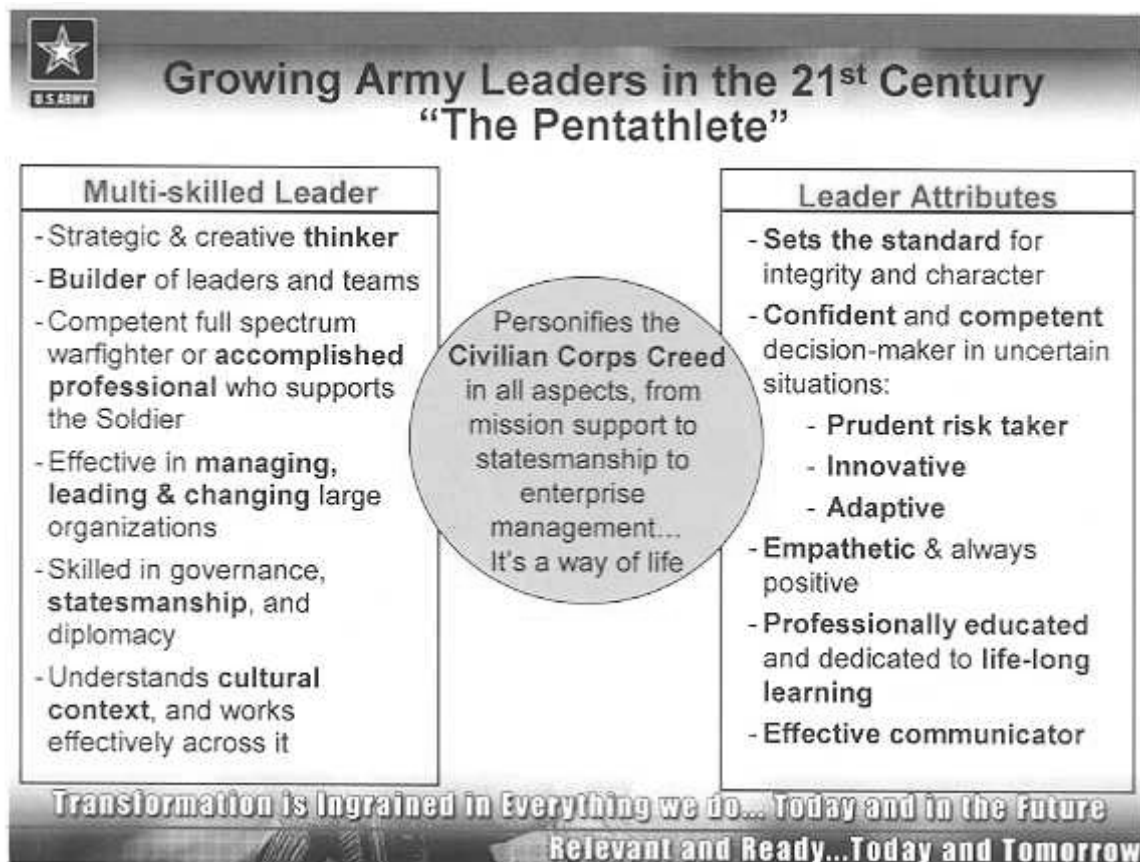 U.S. ARMY
Growing Army Leaders in the 21st Century
“The Pentathlete”
Multi-skilled Leader
- Strategic & creative thinker
- Builder of leaders and teams
- Competent full spectrum
warfighter or accomplished
professional who supports
the Soldier
- Effective in managing,
leading & changing large
organizations
- Skilled in governance,
statesmanship, and
diplomacy
- Understands cultural
context, and works
effectively across it
Personifies the
Civilian Corps Creed
in all aspects, from
mission support to
statesmanship to
enterprise
management...
It's a way of life
Leader Attributes
- Sets the standard for
integrity and character
- Confident and competent
decision-maker in uncertain
situations:
- Prudent risk taker
- Innovative
- Adaptive
- Empathetic & always
positive
- Professionally educated
and dedicated to life-long
learning
- Effective communicator
Transformation is Ingrained in Everything we do... Today and in the Future
Relevant and Ready...Today and Tomorrow